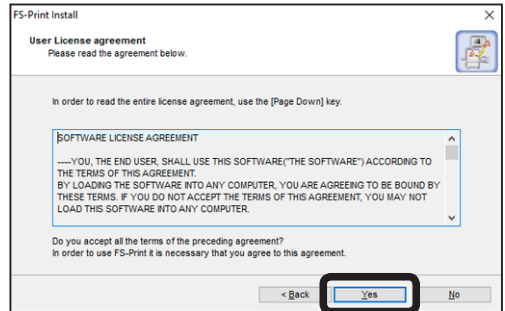 FS-Print Install
User License agreement
Please read the agreement below.
In order to read the entire license agreement, use the [Page Down] key.
SOFTWARE LICENSE AGREEMENT
----YOU, THE END USER, SHALL USE THIS SOFTWARE("THE SOFTWARE") ACCORDING TO
THE TERMS OF THIS AGREEMENT.
BY LOADING THE SOFTWARE INTO ANY COMPUTER, YOU ARE AGREEING TO BE BOUND BY
THESE TERMS. IF YOU DO NOT ACCEPT THE TERMS OF THIS AGREEMENT, YOU MAY NOT
LOAD THIS SOFTWARE INTO ANY COMPUTER.
Do you accept all the terms of the preceding agreement?
In order to use FS-Print it is necessary that you agree to this agreement.
< Back Yes No